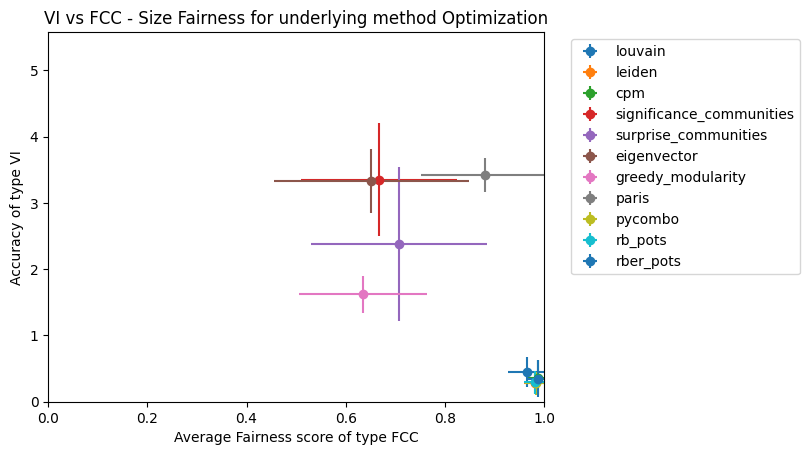 VI vs FCC - Size Fairness for underlying method Optimization
Accuracy of type VI
5
4
3
2
1
0
0.0 0.2 0.4 0.6 0.8 1.0
Average Fairness score of type FCC
louvain
leiden
cpm
significance_communities
surprise_communities
eigenvector
greedy_modularity
paris
pycombo
rb_pots
rber_pots